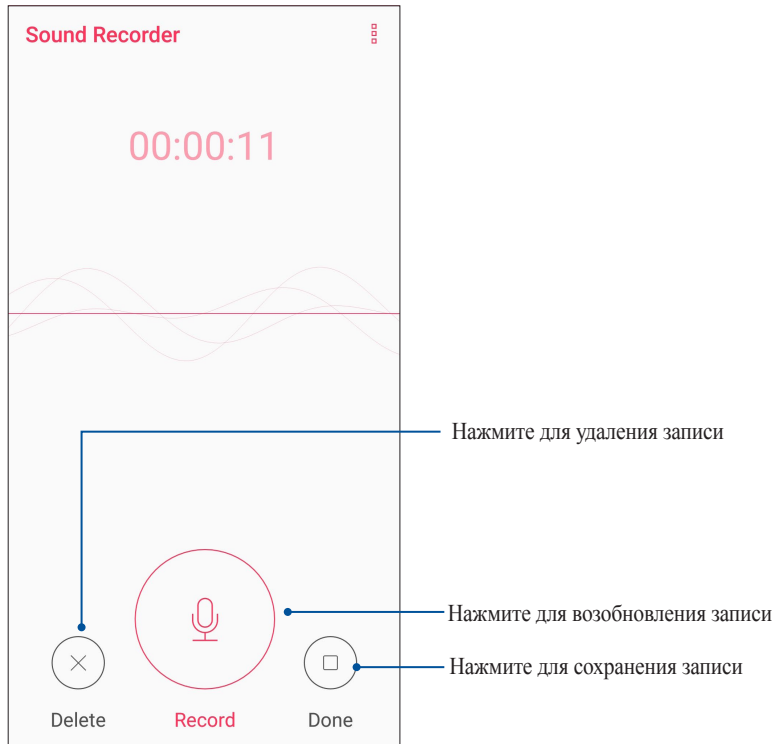 Sound Recorder
00:00:11
Нажмите для удаления записи
Нажмите для возобновления записи
Нажмите для сохранения записи
Delete
Record
Done